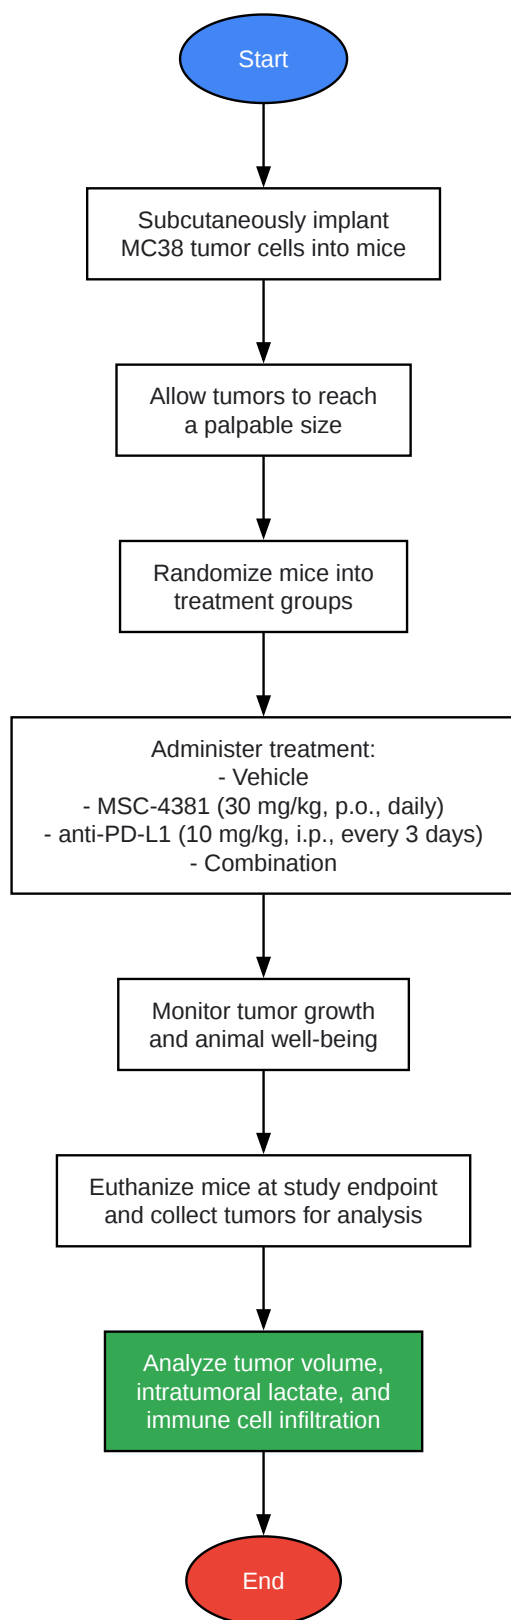 Start
Subcutaneously implant
MC38 tumor cells into mice
Allow tumors to reach
a palpable size
Randomize mice into
treatment groups
Administer treatment:
- Vehicle
- MSC-4381 (30 mg/kg, p.o., daily)
- anti-PD-L1 (10 mg/kg, i.p., every 3 days)
- Combination
Monitor tumor growth
and animal well-being
Euthanize mice at study endpoint
and collect tumors for analysis
Analyze tumor volume,
intratumoral lactate, and
immune cell infiltration
End